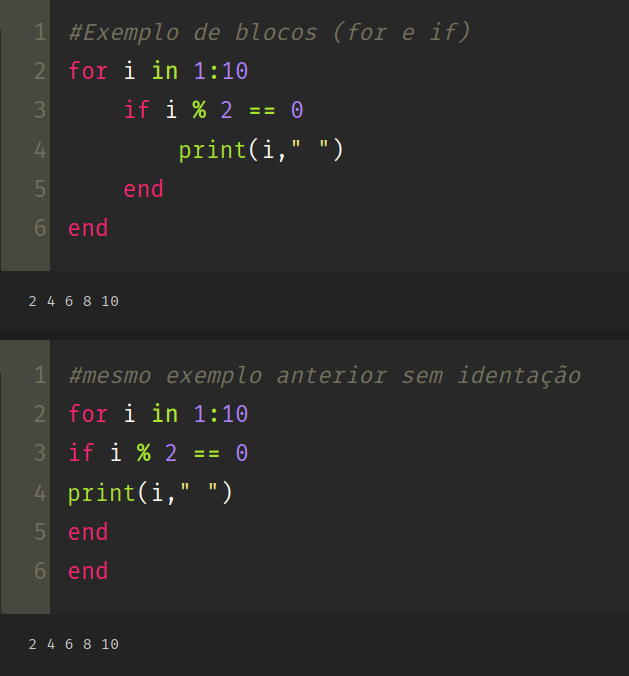 1 #Exemplo de blocos (for e if)
2 for i in 1:10
3     if i % 2 == 0
4         print(i," ")
5     end
6 end
2 4 6 8 10
1 #mesmo exemplo anterior sem identação
2 for i in 1:10
3 if i % 2 == 0
4 print(i," ")
5 end
6 end
2 4 6 8 10